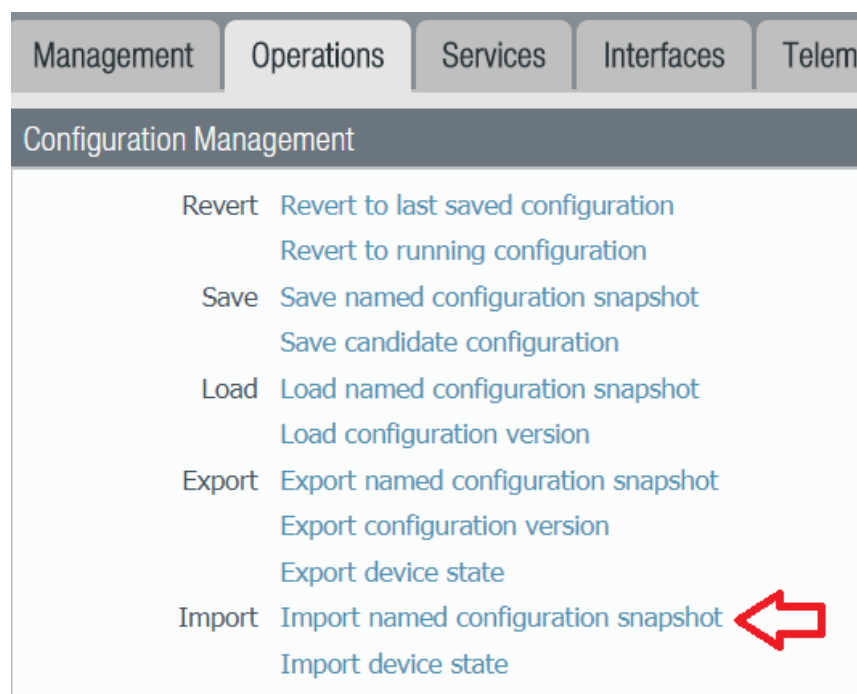 Management Operations Services Interfaces Telem
Configuration Management
Revert Revert to last saved configuration
Revert to running configuration
Save Save named configuration snapshot
Save candidate configuration
Load Load named configuration snapshot
Load configuration version
Export Export named configuration snapshot
Export configuration version
Export device state
Import Import named configuration snapshot
Import device state